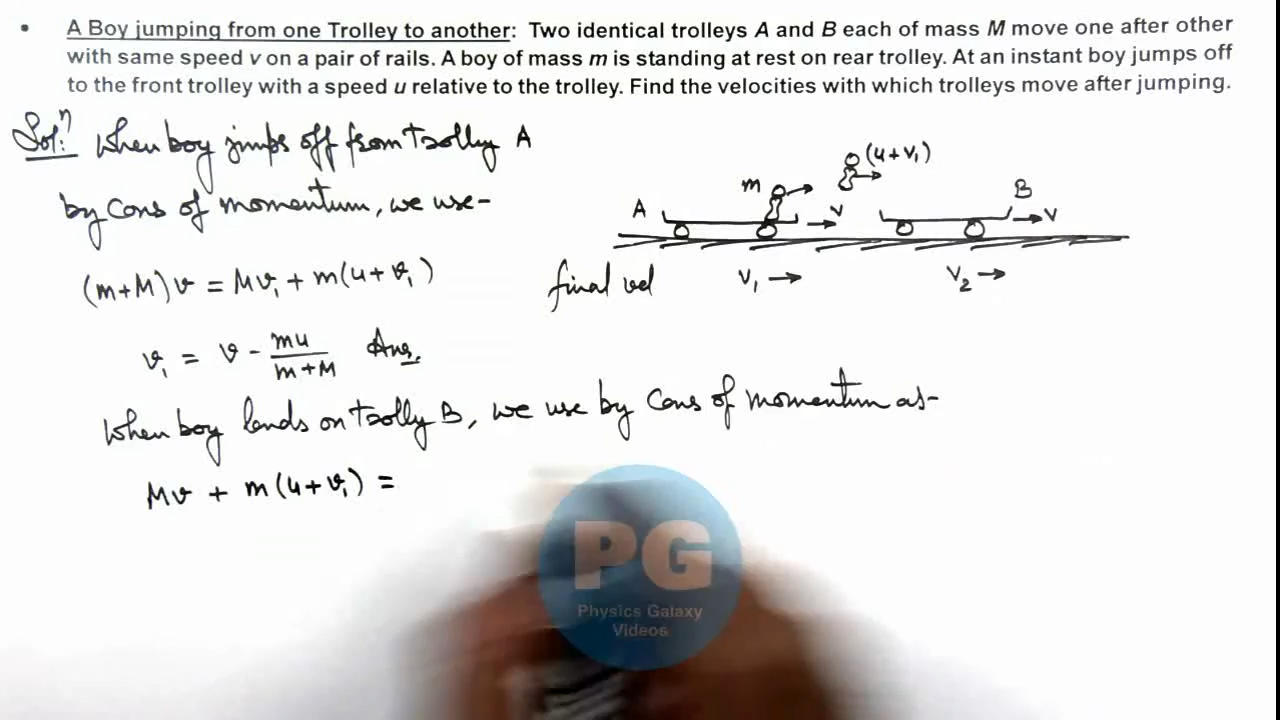 • A Boy jumping from one Trolley to another: Two identical trolleys A and B each of mass M move one after other
with same speed v on a pair of rails. A boy of mass m is standing at rest on rear trolley. At an instant boy jumps off
to the front trolley with a speed u relative to the trolley. Find the velocities with which trolleys move after jumping.
Solⁿ: When boy jimps off from trolly A
by Cons of momentum, we use-
(m+M)v = Mv₁ + m(u+v₁)
v₁ = v - mu/(m+M) Ans.
A m v (u+v₁) B v
final vel v₁ → v₂ →
When boy lends on trolly B, we use by Cons of momentum as-
Mv + m(u+v₁) =
PG
Physics Galaxy
Videos